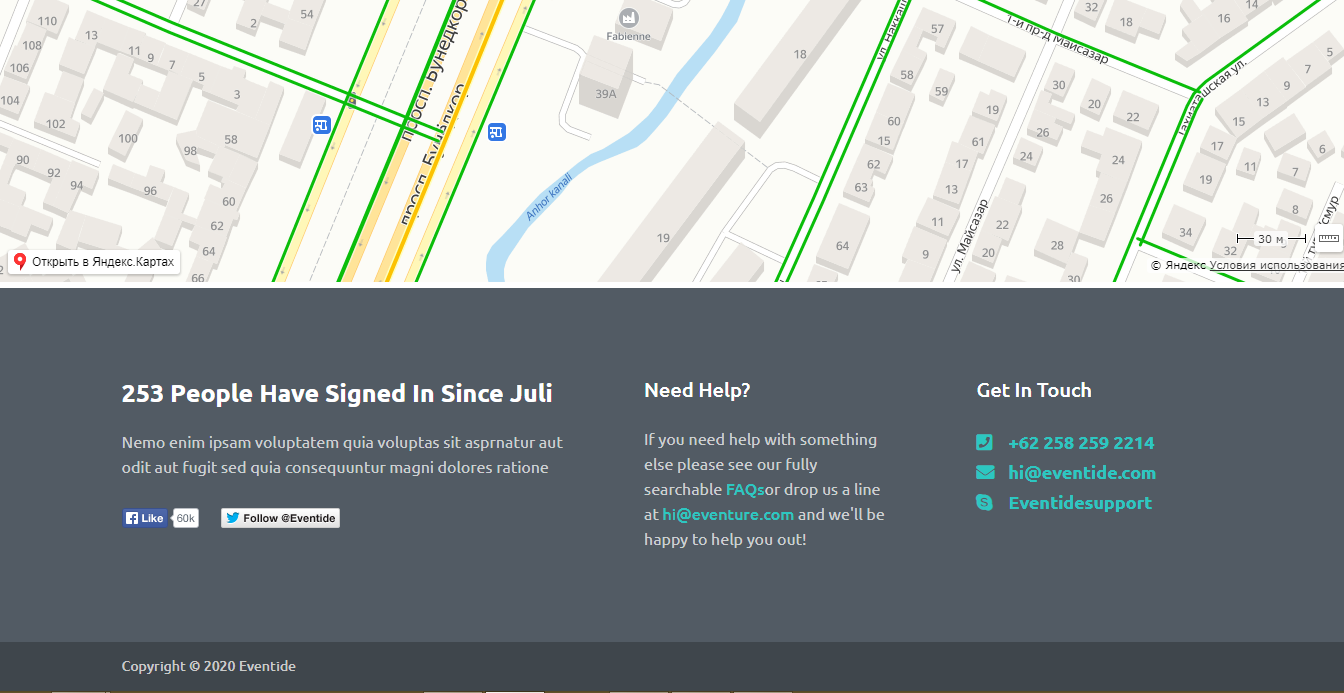 110
27
2
54
108
13
11
9
7
106
5
3
104
102
100
58
98
90
92
94
96
60
62
64
66
просп. Бунёдкор
просп. Бунёдкор
Fabienne
39A
18
Anhor kanali
19
ул. Наккаш
57
58
59
60
15
62
63
61
17
13
11
64
9
19
ул. Майсазар
22
20
28
30
1-й пр-д Майсазар
32
18
16
14
30
20
22
26
24
24
26
Тахиаташская ул.
5
7
9
13
15
17
11
19
6
7
8
34
32
30 м
Открыть в Яндекс.Картах
© Яндекс Условия использования
253 People Have Signed In Since Juli
Nemo enim ipsam voluptatem quia voluptas sit asprnatur aut
odit aut fugit sed quia consequuntur magni dolores ratione
Like 60k
Follow @Eventide
Need Help?
If you need help with something
else please see our fully
searchable FAQsor drop us a line
at hi@eventure.com and we'll be
happy to help you out!
Get In Touch
+62 258 259 2214
hi@eventide.com
Eventidesupport
Copyright © 2020 Eventide